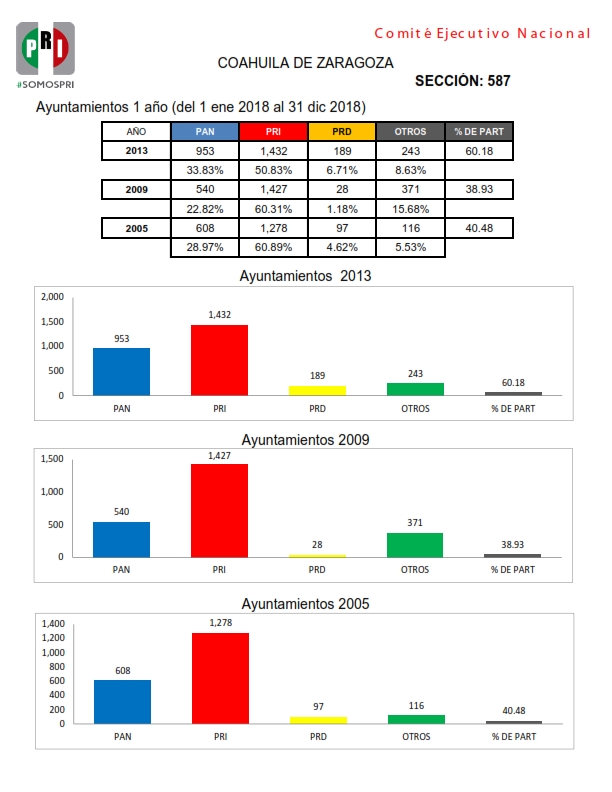 PRI
#SOMOSPRI
Comité Ejecutivo Nacional
COAHUILA DE ZARAGOZA
SECCIÓN: 587
Ayuntamientos 1 año (del 1 ene 2018 al 31 dic 2018)
AÑO PAN PRI PRD OTROS % DE PART
2013 953 1,432 189 243 60.18
33.83% 50.83% 6.71% 8.63%
2009 540 1,427 28 371 38.93
22.82% 60.31% 1.18% 15.68%
2005 608 1,278 97 116 40.48
28.97% 60.89% 4.62% 5.53%
Ayuntamientos 2013
2,000
1,500
1,000
500
0
953 1,432 189 243 60.18
PAN PRI PRD OTROS % DE PART
Ayuntamientos 2009
1,500
1,000
500
0
540 1,427 28 371 38.93
PAN PRI PRD OTROS % DE PART
Ayuntamientos 2005
1,400
1,200
1,000
800
600
400
200
0
608 1,278 97 116 40.48
PAN PRI PRD OTROS % DE PART